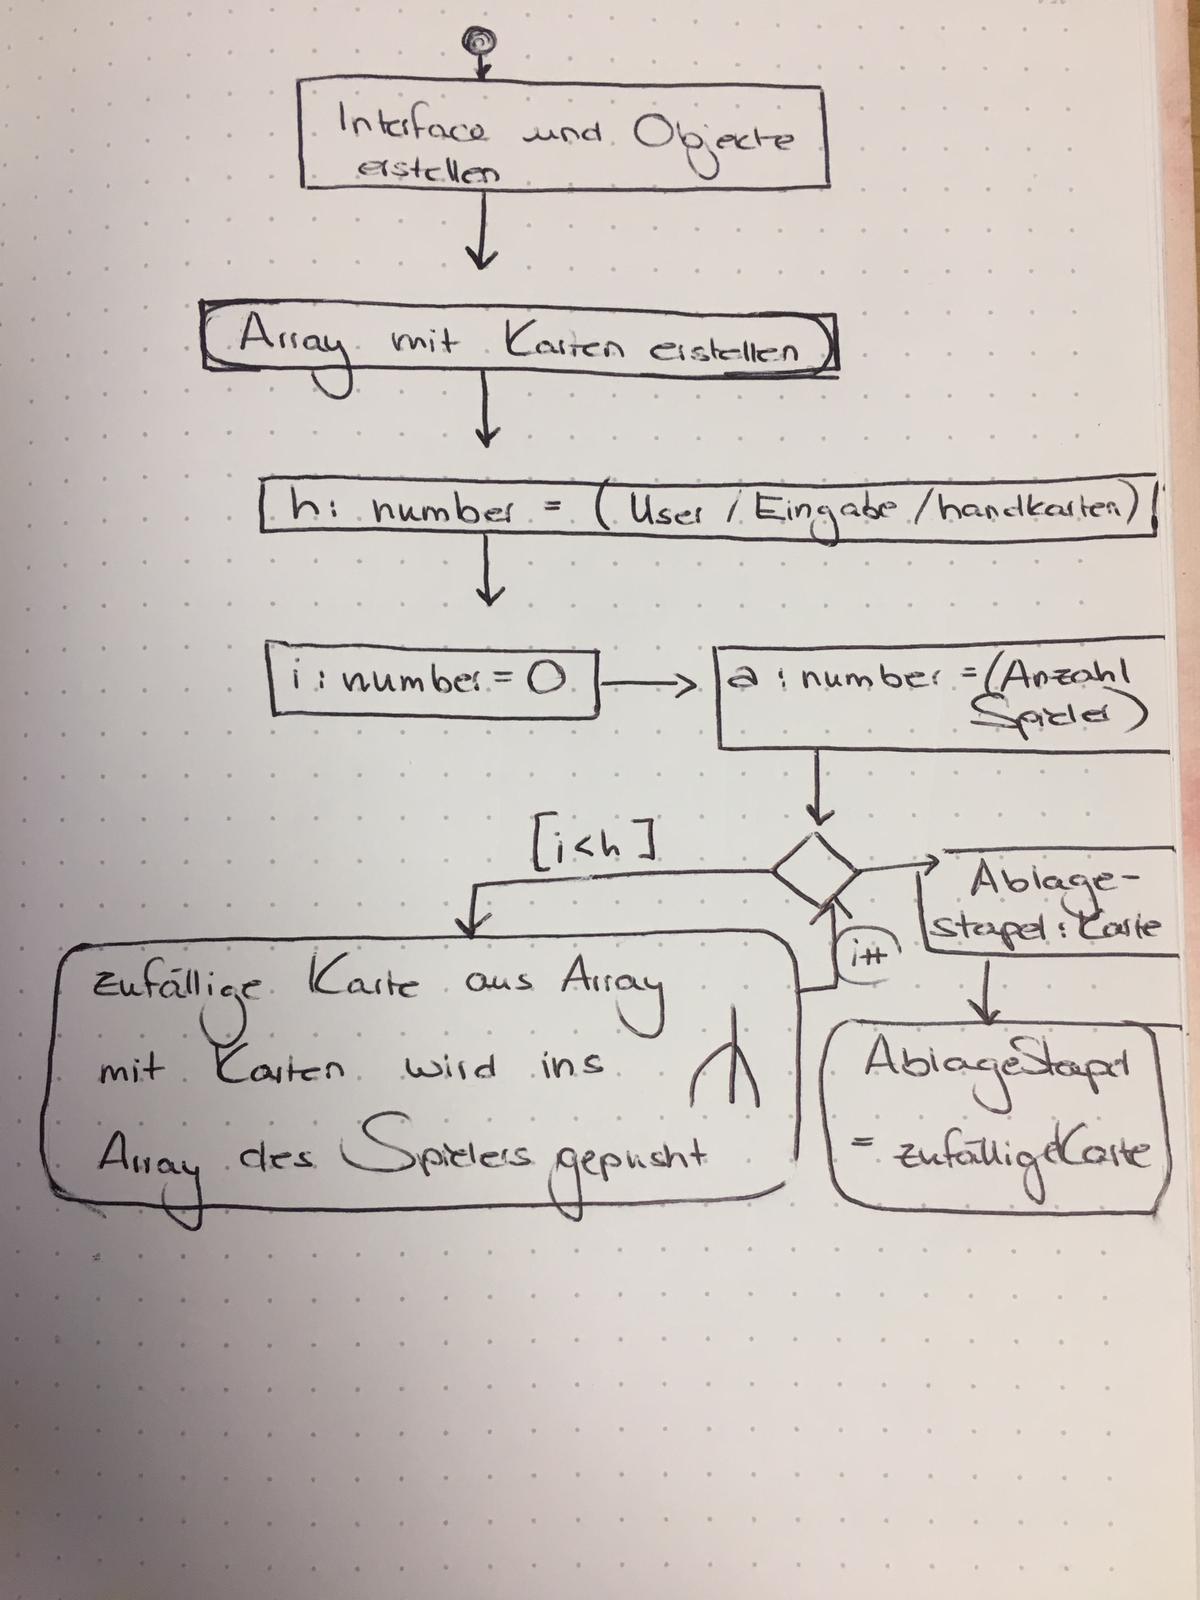 Interface und Objecte
erstellen
Array mit Karten erstellen
h: number = (User / Eingabe / handkarten)
i : number = 0
a : number = (Anzahl
Spieler)
[i<h]
Ablage-
stapel : Karte
i++
zufällige Karte aus Array
mit Karten wird ins
Array des Spielers gepusht
AblageStapel
= zufälligeKarte